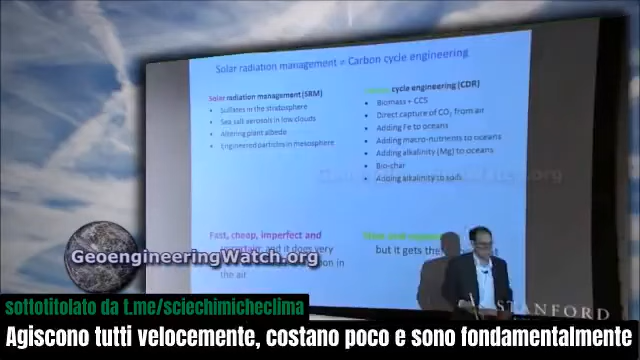 Solar radiation management ≠ Carbon cycle engineering
Solar radiation management (SRM)
• Sulfates in the stratosphere
• Sea salt aerosols in low clouds
• Altering plant albedo
• Engineered particles in mesosphere
cycle engineering (CDR)
• Biomass + CCS
• Direct capture of CO₂ from air
• Adding Fe to oceans
• Adding macro-nutrients to oceans
• Adding alkalinity (Mg) to oceans
• Bio-char
• Adding alkalinity to soils
Fast, cheap, imperfect and
uncertain, and it does very
in
the air
but it gets the
GeoengineeringWatch.org
STANFORD
sottotitolato da t.me/sciechimicheclima
Agiscono tutti velocemente, costano poco e sono fondamentalmente